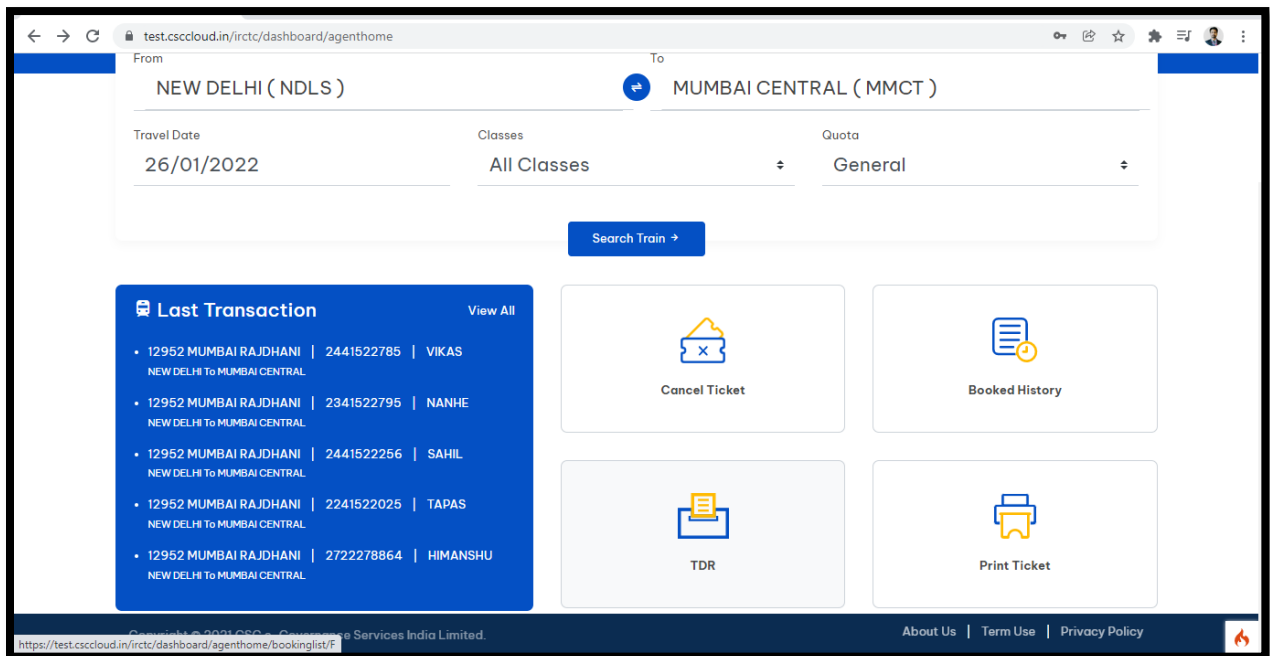 test.csccloud.in/irctc/dashboard/agenthome
From To
NEW DELHI ( NDLS ) MUMBAI CENTRAL ( MMCT )
Travel Date Classes Quota
26/01/2022 All Classes General
Search Train →
Last Transaction View All
• 12952 MUMBAI RAJDHANI | 2441522785 | VIKAS
NEW DELHI To MUMBAI CENTRAL
• 12952 MUMBAI RAJDHANI | 2341522795 | NANHE
NEW DELHI To MUMBAI CENTRAL
• 12952 MUMBAI RAJDHANI | 2441522256 | SAHIL
NEW DELHI To MUMBAI CENTRAL
• 12952 MUMBAI RAJDHANI | 2241522025 | TAPAS
NEW DELHI To MUMBAI CENTRAL
• 12952 MUMBAI RAJDHANI | 2722278864 | HIMANSHU
NEW DELHI To MUMBAI CENTRAL
Cancel Ticket Booked History
TDR Print Ticket
Copyright © 2021 CSC e-Governance Services India Limited. About Us | Term Use | Privacy Policy
https://test.csccloud.in/irctc/dashboard/agenthome/bookinglist/F